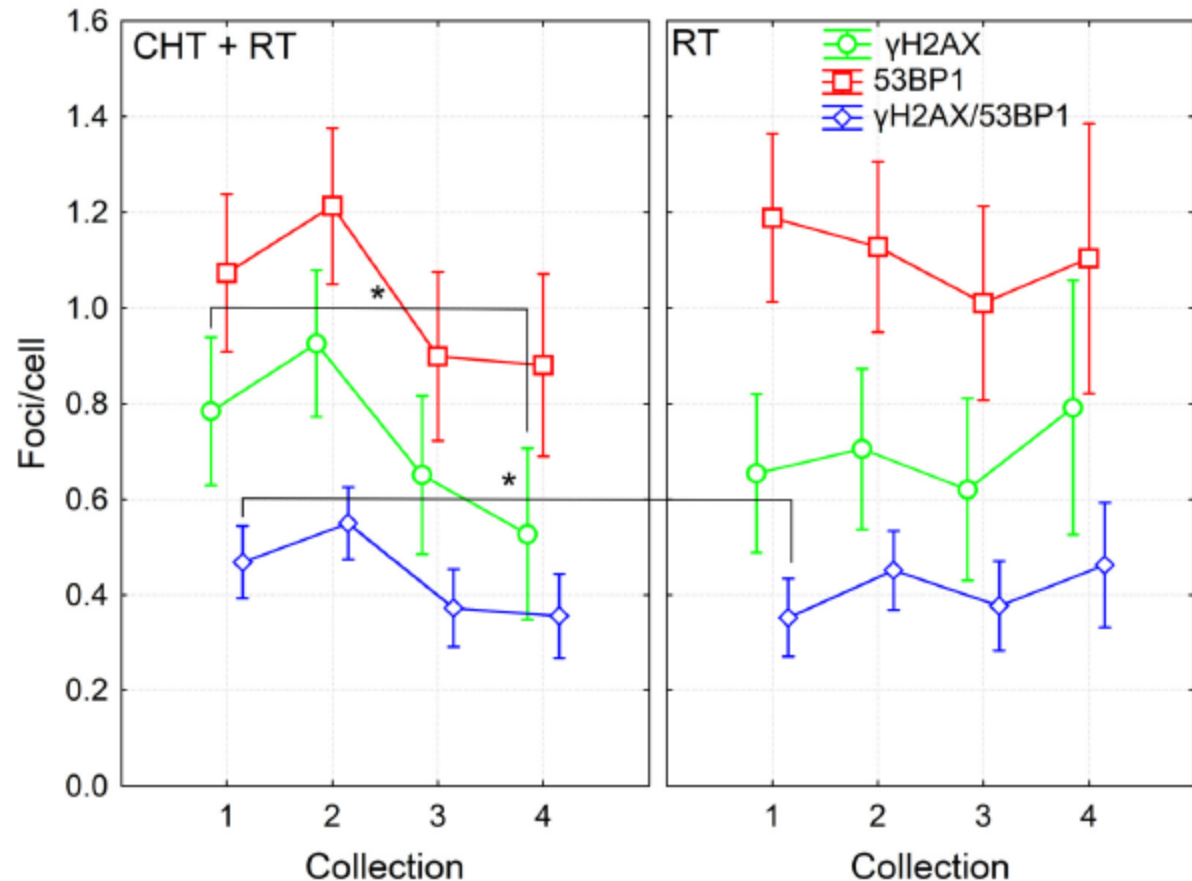 CHT + RT
RT
γH2AX
53BP1
γH2AX/53BP1
Foci/cell
1.6
1.4
1.2
1.0
0.8
0.6
0.4
0.2
0.0
*
*
1 2 3 4
1 2 3 4
Collection
Collection